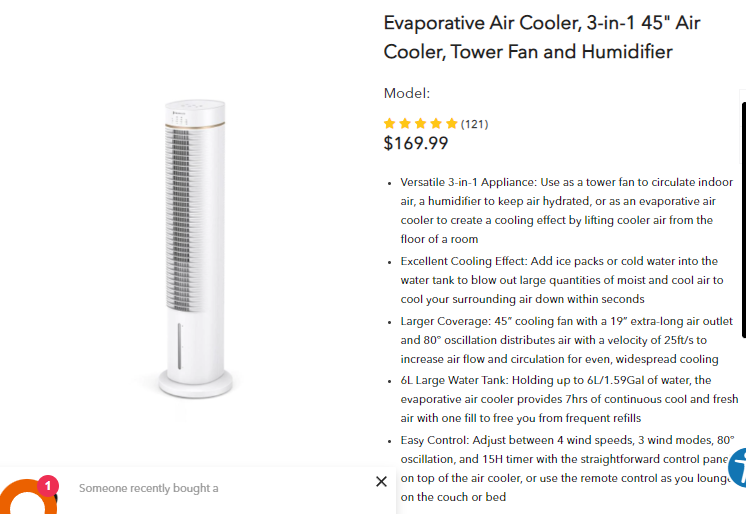 Evaporative Air Cooler, 3-in-1 45" Air
Cooler, Tower Fan and Humidifier
Model:
(121)
$169.99
• Versatile 3-in-1 Appliance: Use as a tower fan to circulate indoor
air, a humidifier to keep air hydrated, or as an evaporative air
cooler to create a cooling effect by lifting cooler air from the
floor of a room
• Excellent Cooling Effect: Add ice packs or cold water into the
water tank to blow out large quantities of moist and cool air to
cool your surrounding air down within seconds
• Larger Coverage: 45” cooling fan with a 19” extra-long air outlet
and 80° oscillation distributes air with a velocity of 25ft/s to
increase air flow and circulation for even, widespread cooling
• 6L Large Water Tank: Holding up to 6L/1.59Gal of water, the
evaporative air cooler provides 7hrs of continuous cool and fresh
air with one fill to free you from frequent refills
• Easy Control: Adjust between 4 wind speeds, 3 wind modes, 80°
oscillation, and 15H timer with the straightforward control pane
on top of the air cooler, or use the remote control as you loung
on the couch or bed
1
Someone recently bought a